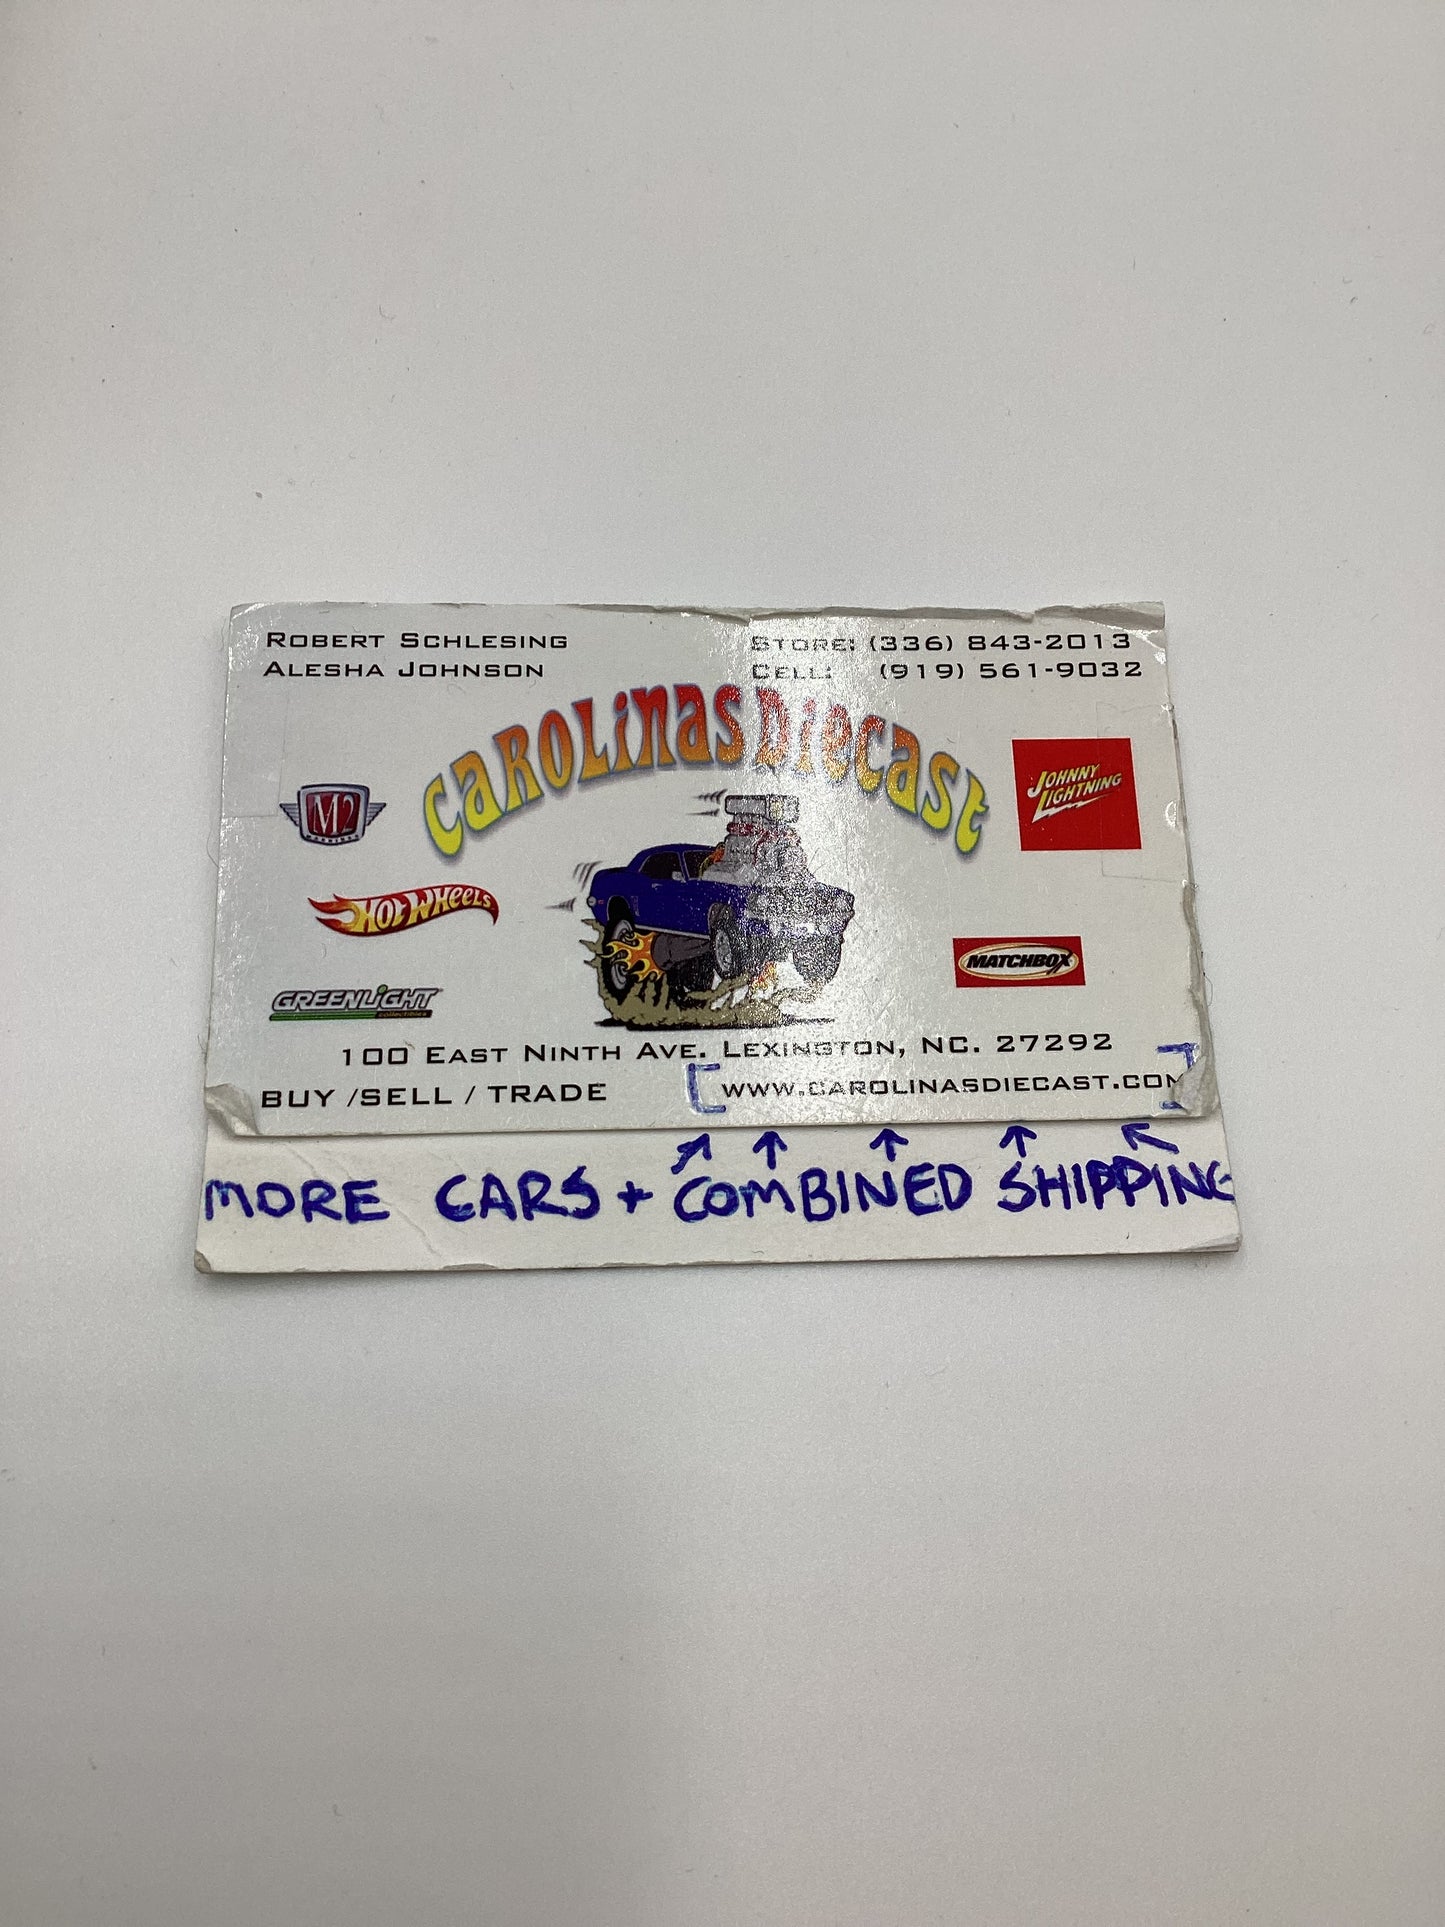 ROBERT SCHLESING
ALESHA JOHNSON
STORE: (336) 843-2013
CELL: (919) 561-9032
CAROLINAS DIECAST
M2
MACHINES
JOHNNY
LIGHTNING
HOT WHEELS
MATCHBOX
GREENLIGHT
collectibles
100 EAST NINTH AVE. LEXINGTON, NC. 27292
BUY /SELL / TRADE
[ WWW.CAROLINASDIECAST.COM ]
↗ ↑ ↑ ↑ ↖
MORE CARS + COMBINED SHIPPING